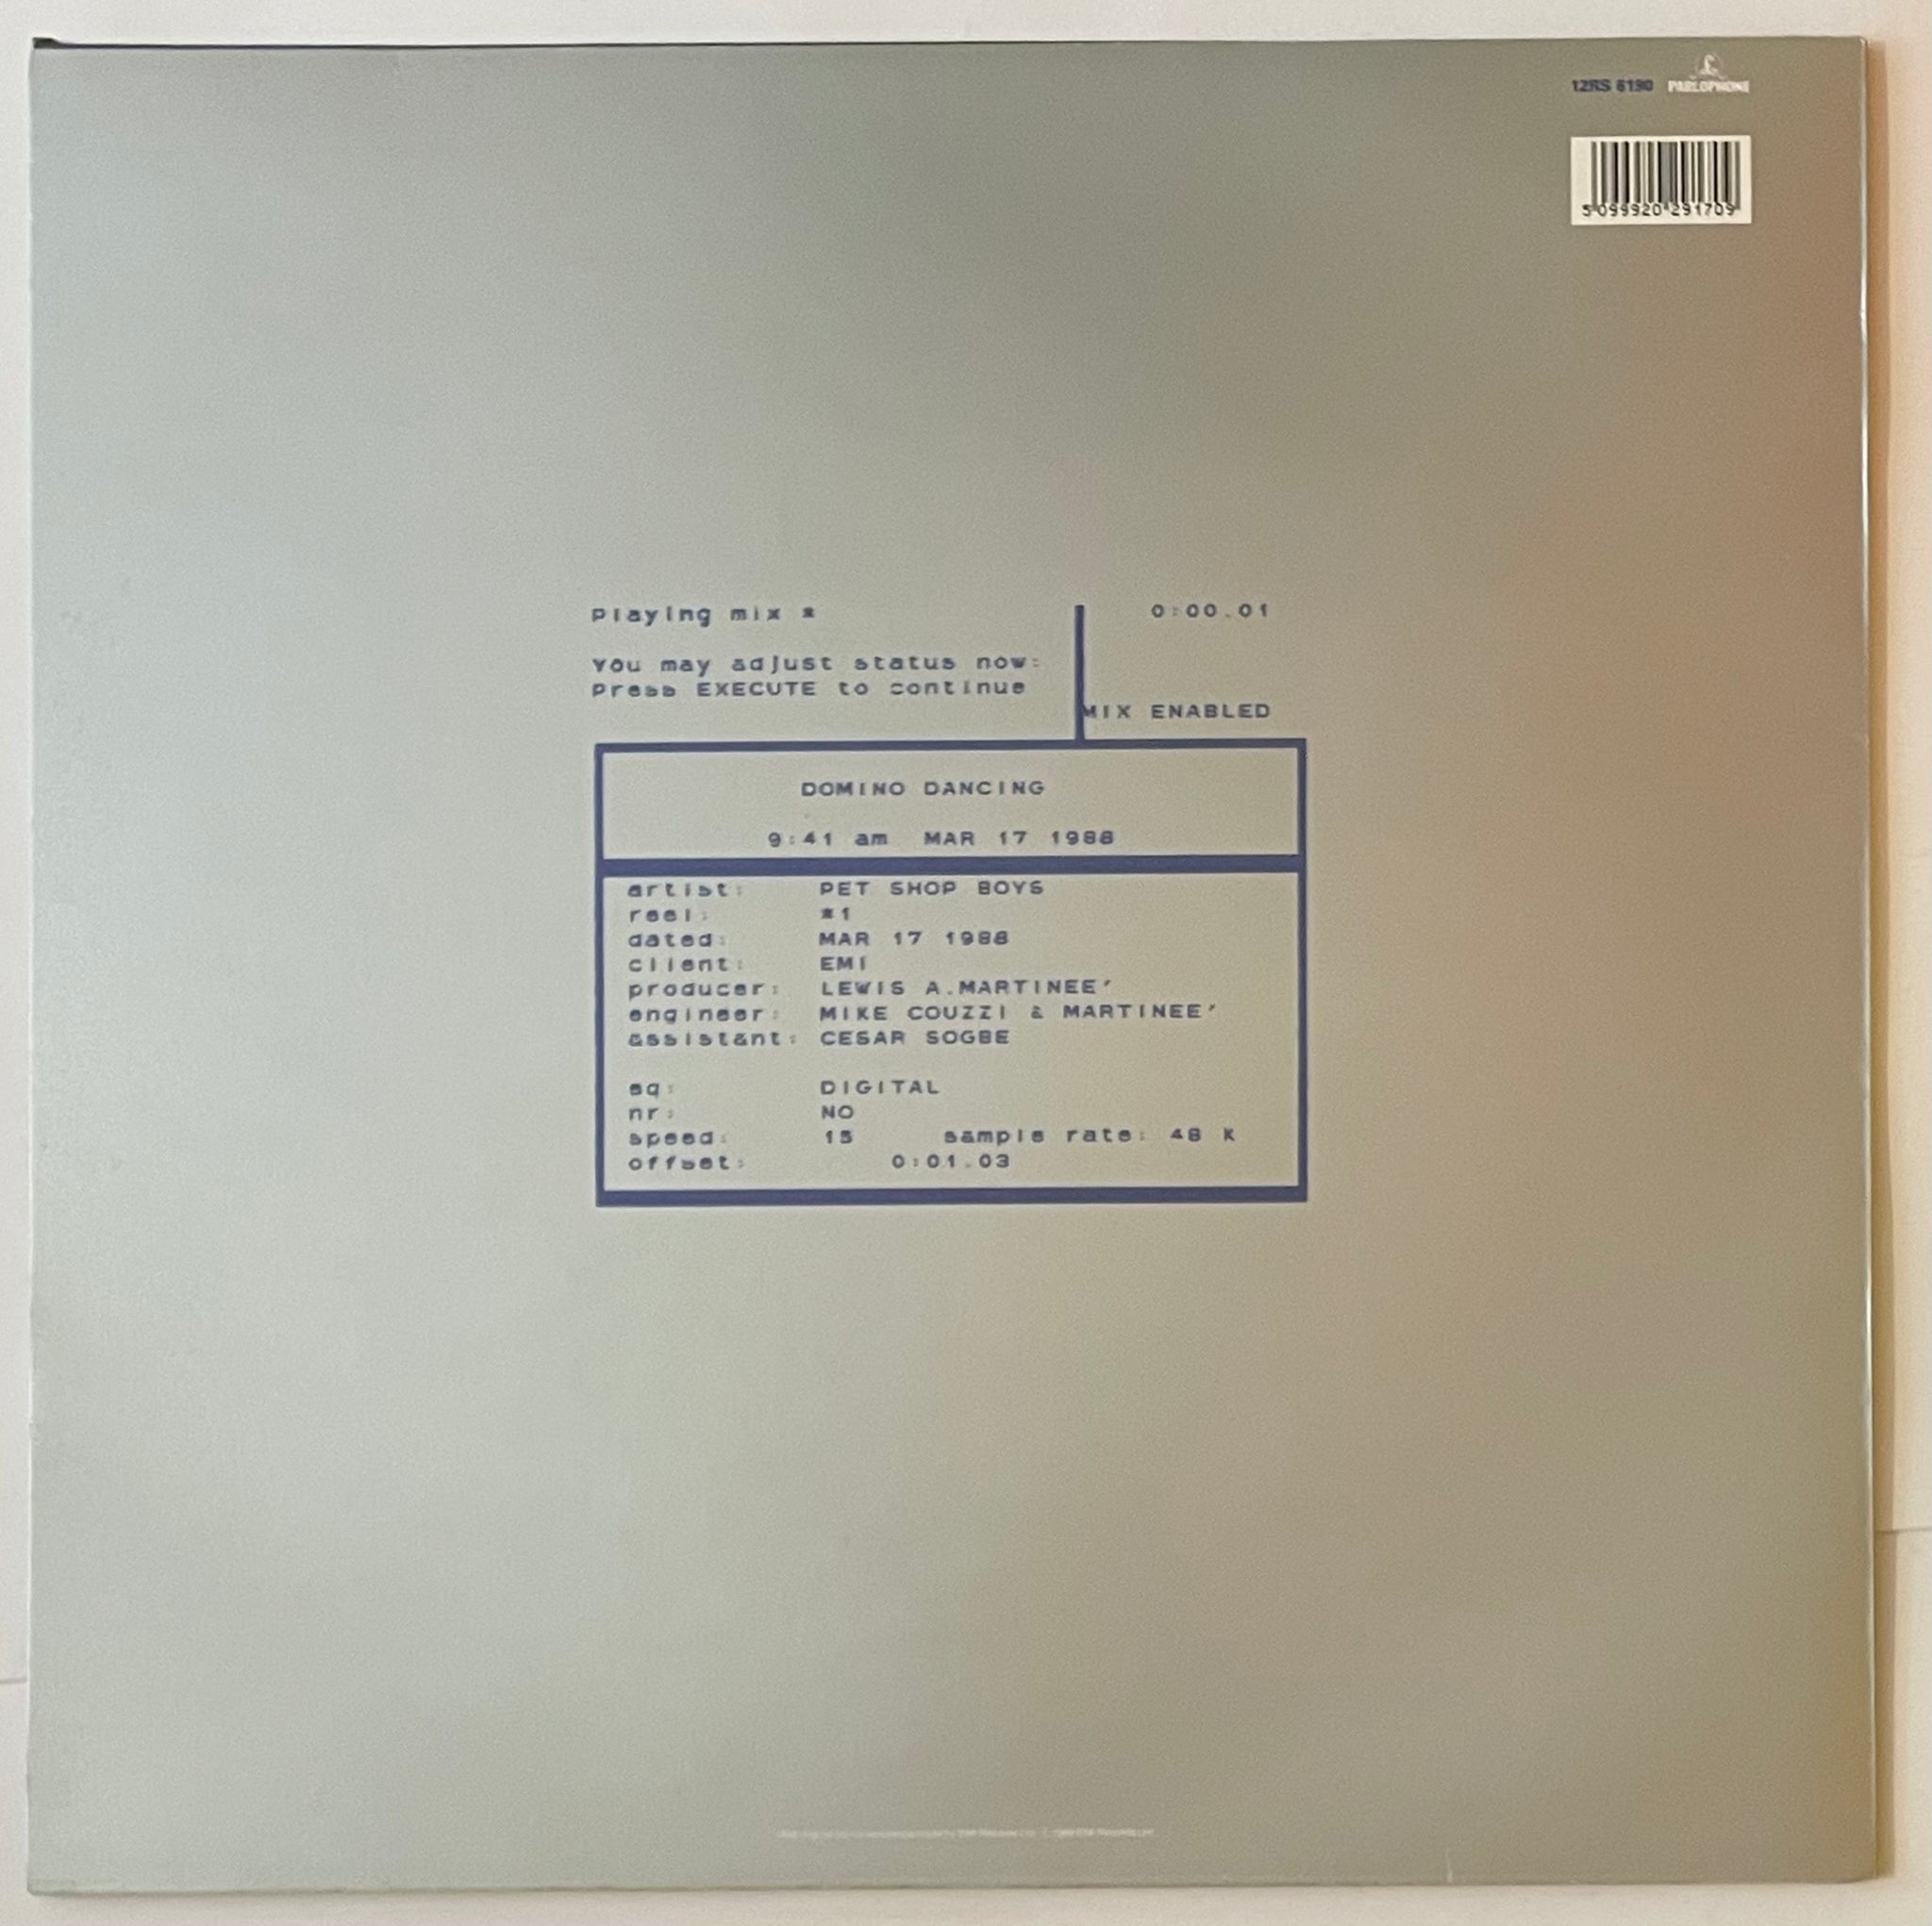 12RS 6190 PARLOPHONE
5 099920 291709
Playing mix #
0:00.01
You may adjust status now:
Press EXECUTE to continue
MIX ENABLED
DOMINO DANCING
9:41 am MAR 17 1988
artist: PET SHOP BOYS
reel: #1
dated: MAR 17 1988
client: EMI
producer: LEWIS A.MARTINEE'
engineer: MIKE COUZZI & MARTINEE'
assistant: CESAR SOGBE
eq: DIGITAL
nr: NO
speed: 15 sample rate: 48 K
offset: 0:01.03